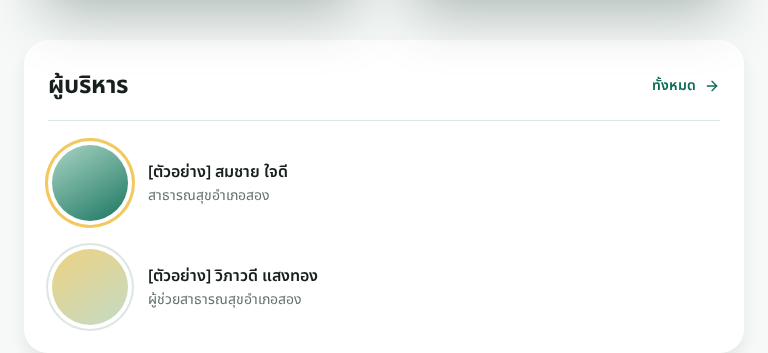 ผู้บริหาร
ทั้งหมด →
[ตัวอย่าง] สมชาย ใจดี
สาธารณสุขอำเภอสอง
[ตัวอย่าง] วิภาวดี แสงทอง
ผู้ช่วยสาธารณสุขอำเภอสอง